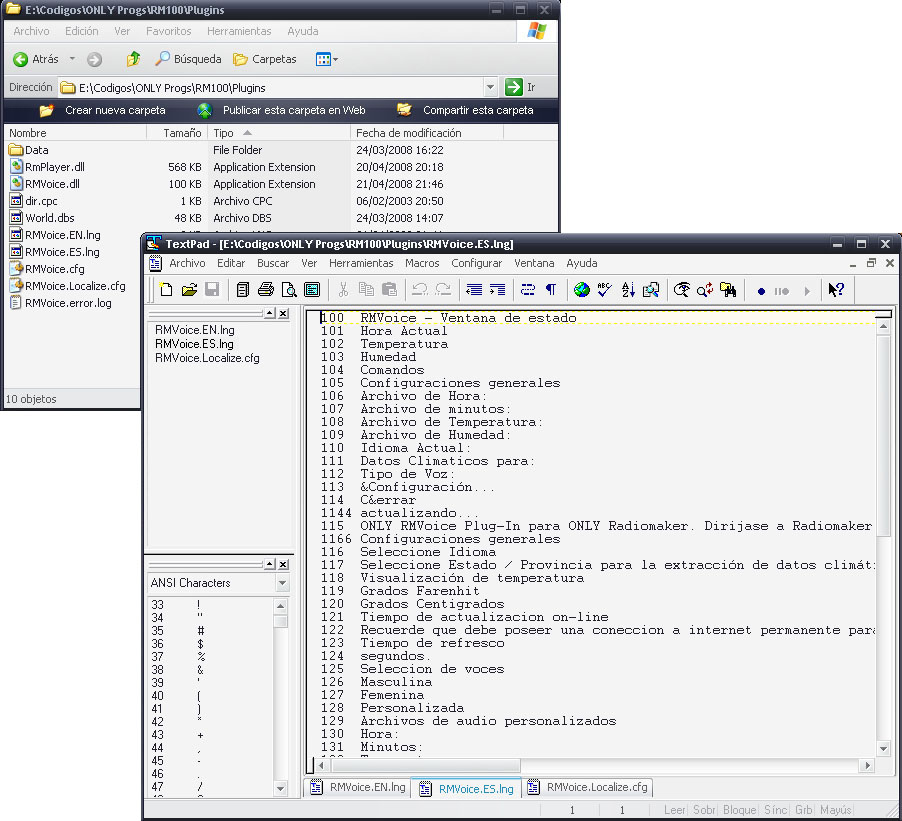 E:\Codigos\ONLY Progs\RM100\Plugins
Archivo Edición Ver Favoritos Herramientas Ayuda
Atrás Búsqueda Carpetas
Dirección E:\Codigos\ONLY Progs\RM100\Plugins Ir
Crear nueva carpeta Publicar esta carpeta en Web Compartir esta carpeta
Nombre Tamaño Tipo Fecha de modificación
Data File Folder 24/03/2008 16:22
RmPlayer.dll 568 KB Application Extension 20/04/2008 20:18
RMVoice.dll 100 KB Application Extension 21/04/2008 21:46
dir.cpc 1 KB Archivo CPC 06/02/2003 20:50
World.dbs 48 KB Archivo DBS 24/03/2008 14:07
RMVoice.EN.lng
RMVoice.ES.lng
RMVoice.cfg
RMVoice.Localize.cfg
RMVoice.error.log
10 objetos
TextPad - [E:\Codigos\ONLY Progs\RM100\Plugins\RMVoice.ES.lng]
Archivo Editar Buscar Ver Herramientas Macros Configurar Ventana Ayuda
RMVoice.EN.lng
RMVoice.ES.lng
RMVoice.Localize.cfg
ANSI Characters
33 !
34 "
35 #
36 $
37 %
38 &
39 '
40 (
41 )
42 *
43 +
44 ,
45 -
46 .
47 /
100 RMVoice - Ventana de estado
101 Hora Actual
102 Temperatura
103 Humedad
104 Comandos
105 Configuraciones generales
106 Archivo de Hora:
107 Archivo de minutos:
108 Archivo de Temperatura:
109 Archivo de Humedad:
110 Idioma Actual:
111 Datos Climaticos para:
112 Tipo de Voz:
113 &Configuración...
114 C&errar
1144 actualizando...
115 ONLY RMVoice Plug-In para ONLY Radiomaker. Dirijase a Radiomaker
1166 Configuraciones generales
116 Seleccione Idioma
117 Seleccione Estado / Provincia para la extracción de datos climáti
118 Visualización de temperatura
119 Grados Farenhit
120 Grados Centigrados
121 Tiempo de actualizacion on-line
122 Recuerde que debe poseer una coneccion a internet permanente para
123 Tiempo de refresco
124 segundos.
125 Seleccion de voces
126 Masculina
127 Femenina
128 Personalizada
129 Archivos de audio personalizados
130 Hora:
131 Minutos:
RMVoice.EN.lng RMVoice.ES.lng RMVoice.Localize.cfg
1 1 Leer Sobr Bloque Sínc Grb Mayús